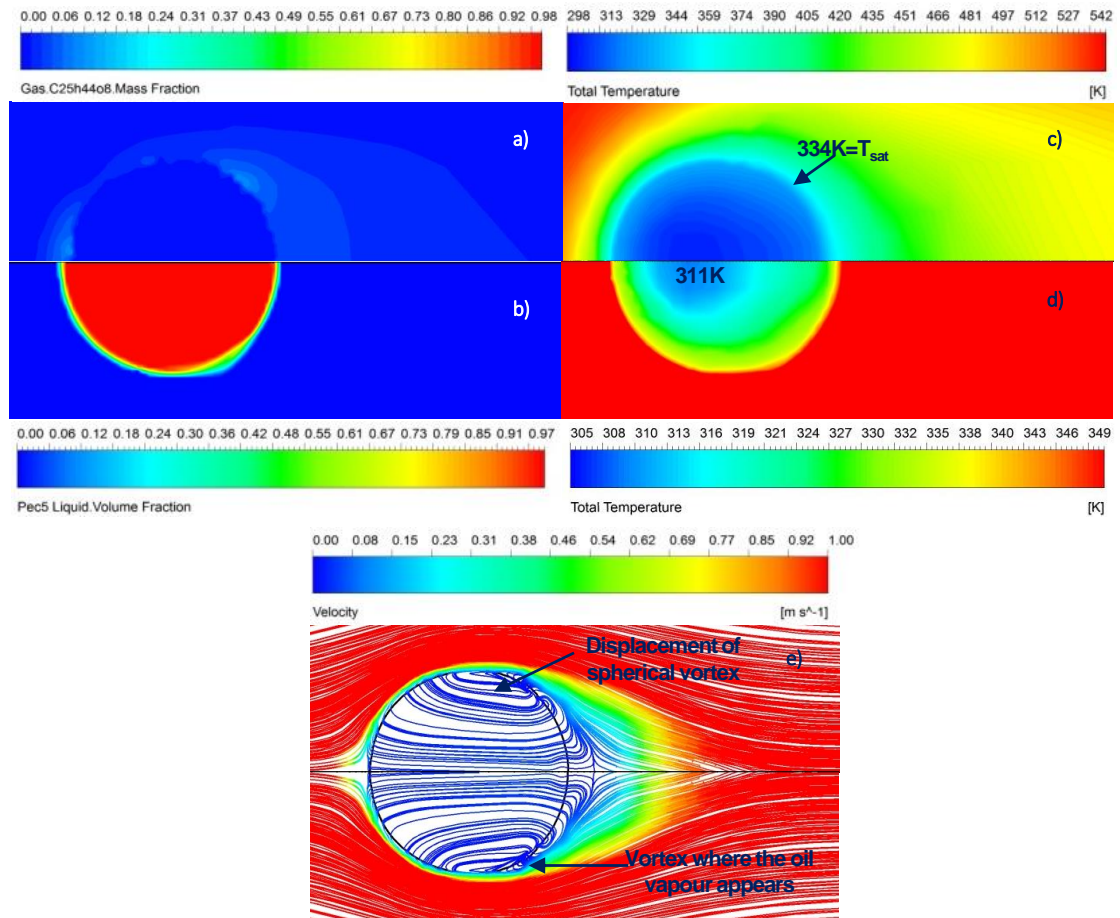 0.00 0.06 0.12 0.18 0.24 0.30 0.36 0.43 0.49 0.55 0.61 0.67 0.73 0.80 0.86 0.92 0.98
Gas.C25h44o8.Mass Fraction
298 313 329 344 359 374 390 405 420 435 451 466 481 497 512 527 542
Total Temperature [K]
a)
334K=Tsat
c)
311K
b)
d)
0.00 0.06 0.12 0.18 0.24 0.30 0.36 0.42 0.48 0.55 0.61 0.67 0.73 0.79 0.85 0.91 0.97
Pec5 Liquid.Volume Fraction
305 308 310 313 316 319 321 324 327 330 332 335 338 340 343 346 349
Total Temperature [K]
0.00 0.08 0.15 0.23 0.31 0.38 0.46 0.54 0.62 0.69 0.77 0.85 0.92 1.00
Velocity [m s^-1]
Displacement of
spherical vortex
e)
Vortex where the oil
vapour appears